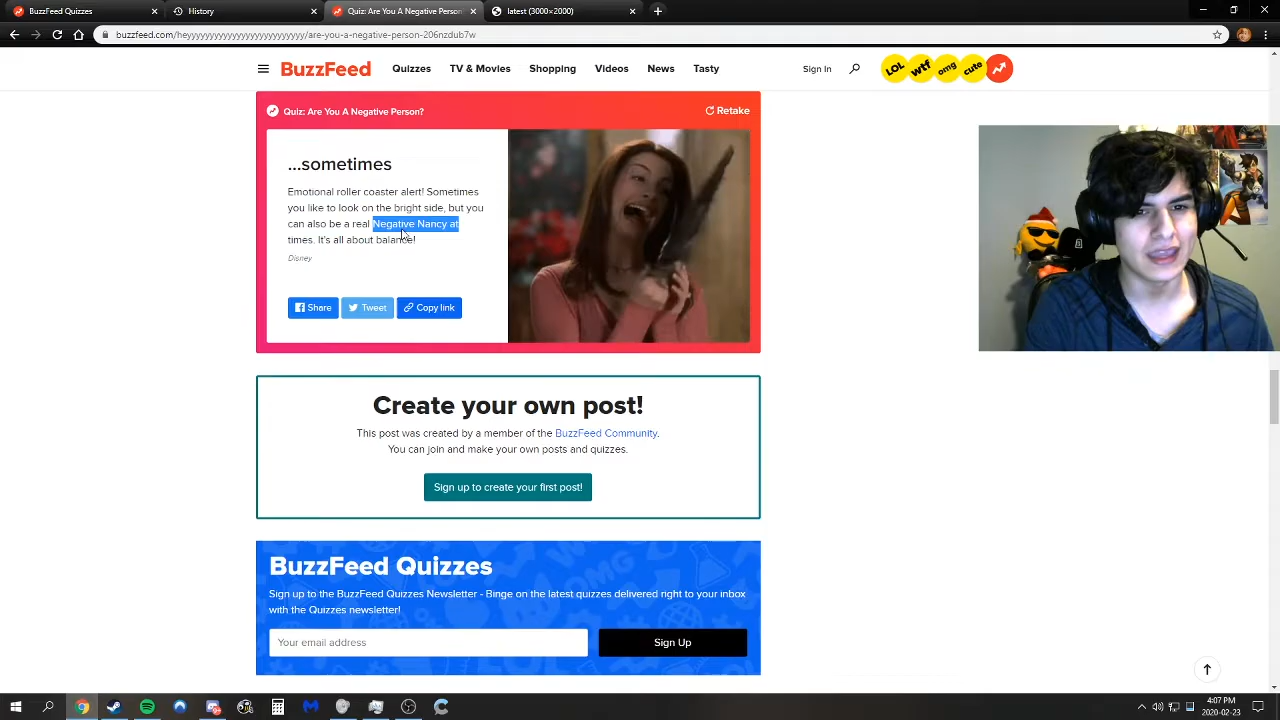 BuzzFeed Quizzes
History
Quiz: Are You A Negative Person?
latest (3000×2000)
buzzfeed.com/heyyyyyyyyyyyyyyyyyyyyyyyyy/are-you-a-negative-person-206nzdub7w
BuzzFeed
Quizzes
TV & Movies
Shopping
Videos
News
Tasty
Sign In
LOL
wtf
omg
cute
Quiz: Are You A Negative Person?
Retake
...sometimes
Emotional roller coaster alert! Sometimes
you like to look on the bright side, but you
can also be a real Negative Nancy at
times. It's all about balance!
Disney
Share
Tweet
Copy link
Create your own post!
This post was created by a member of the BuzzFeed Community.
You can join and make your own posts and quizzes.
Sign up to create your first post!
BuzzFeed Quizzes
Sign up to the BuzzFeed Quizzes Newsletter - Binge on the latest quizzes delivered right to your inbox
with the Quizzes newsletter!
Your email address
Sign Up
4:07 PM
2020-02-23